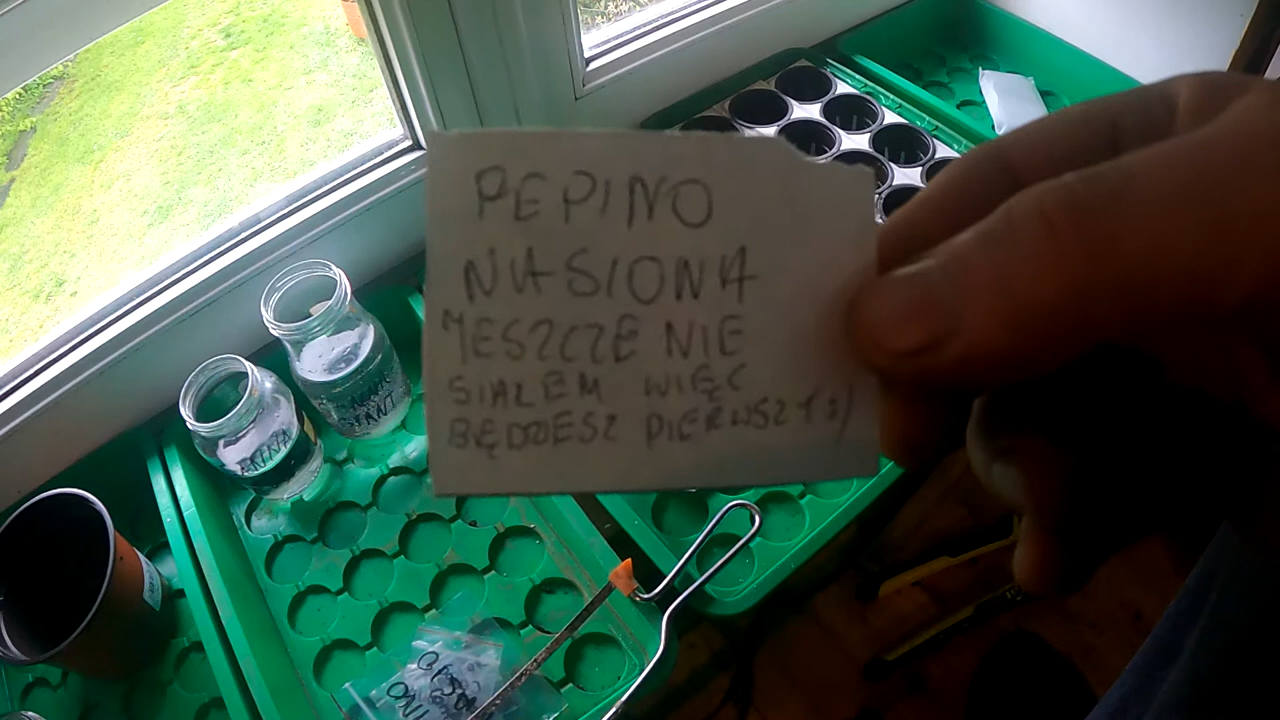 PEPINO
NASIONA
JESZCZE NIE
SIAŁEM WIĘC
BĘDZIESZ PIERWSZY :)